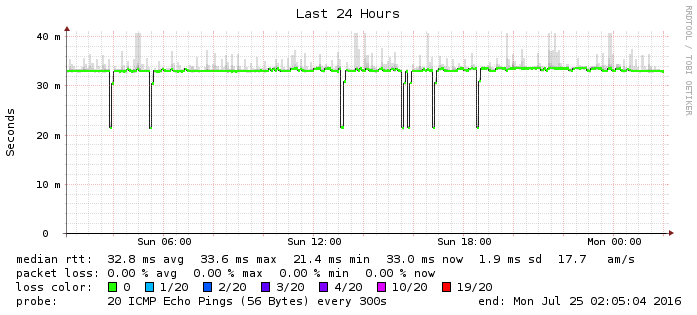 Last 24 Hours
RRDTOOL / TOBI OETIKER
Seconds
40 m
30 m
20 m
10 m
0
Sun 06:00 Sun 12:00 Sun 18:00 Mon 00:00
median rtt: 32.8 ms avg 33.6 ms max 21.4 ms min 33.0 ms now 1.9 ms sd 17.7 am/s
packet loss: 0.00 % avg 0.00 % max 0.00 % min 0.00 % now
loss color: 0 1/20 2/20 3/20 4/20 10/20 19/20
probe: 20 ICMP Echo Pings (56 Bytes) every 300s end: Mon Jul 25 02:05:04 2016